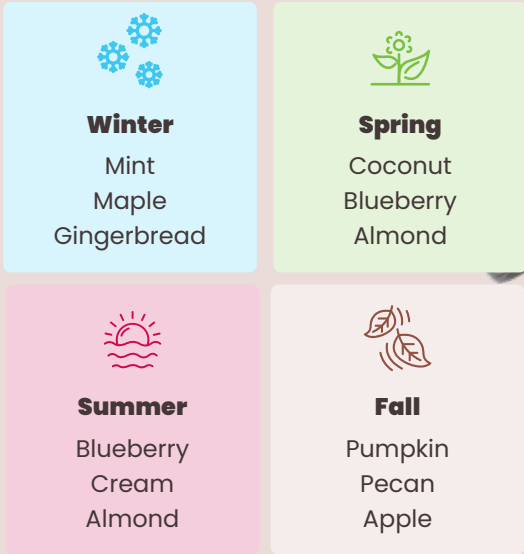 Winter
Mint
Maple
Gingerbread
Spring
Coconut
Blueberry
Almond
Summer
Blueberry
Cream
Almond
Fall
Pumpkin
Pecan
Apple